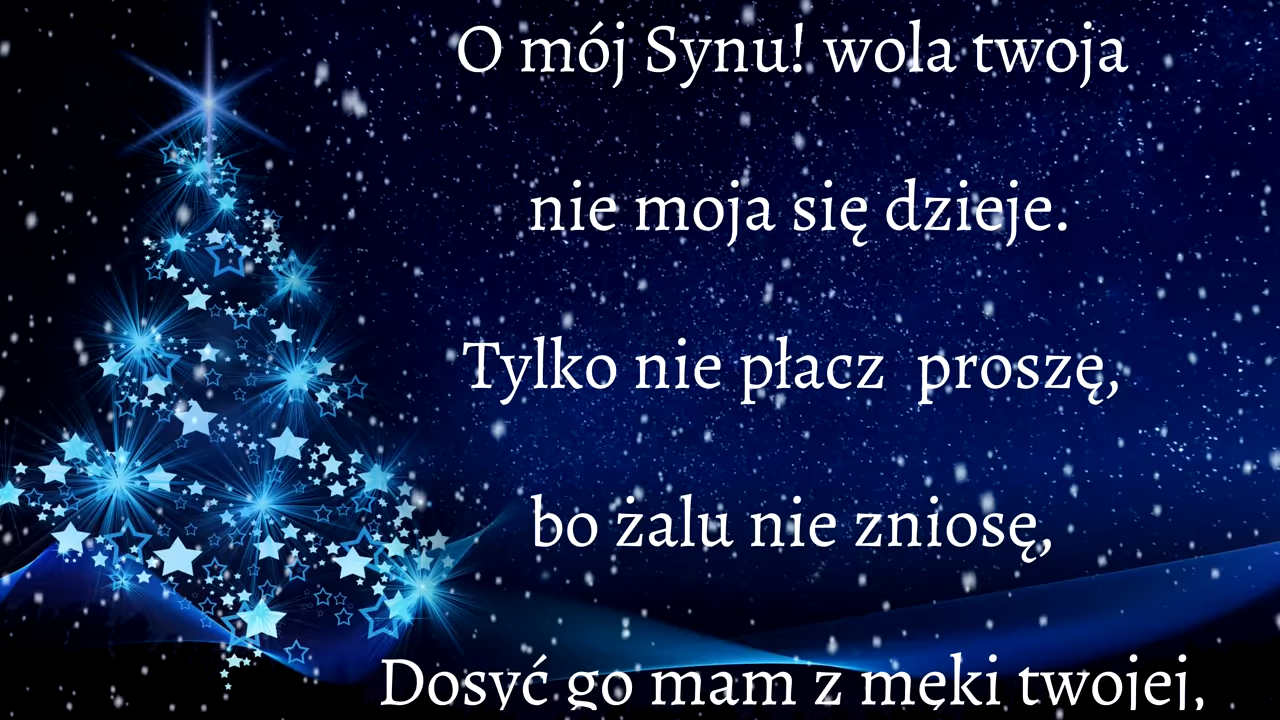 O mój Synu! wola twoja
nie moja się dzieje.
Tylko nie płacz proszę,
bo żalu nie zniosę,
Dosyć go mam z męki twojej,